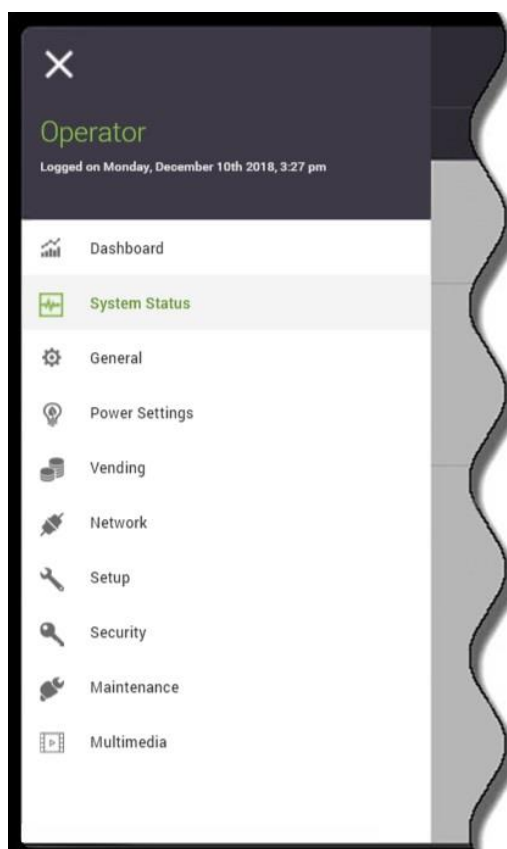 Operator
Logged on Monday, December 10th 2018, 3:27 pm
Dashboard
System Status
General
Power Settings
Vending
Network
Setup
Security
Maintenance
Multimedia